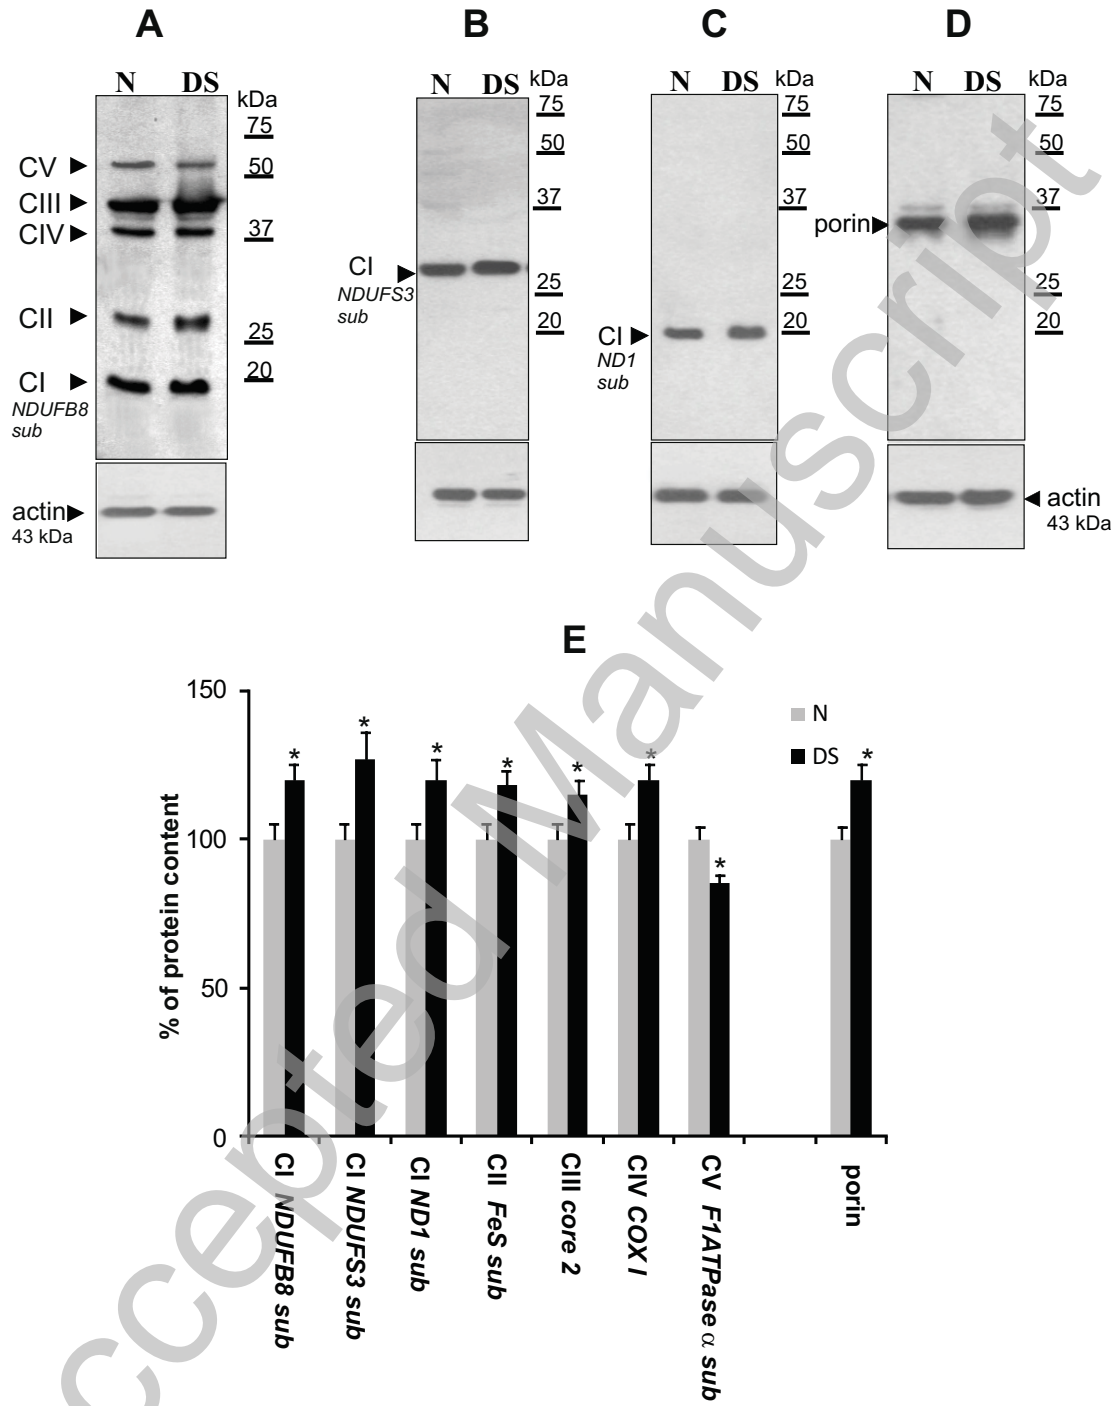 A
B
C
D
N DS
kDa
75
50
37
25
20
CV
CIII
CIV
CII
CI
NDUFB8
sub
actin
43 kDa
N DS
kDa
75
50
37
25
20
CI
NDUFS3
sub
N DS
kDa
75
50
37
25
20
CI
ND1
sub
N DS
kDa
75
50
37
25
20
porin
actin
43 kDa
E
% of protein content
150
100
50
0
N
DS
*
*
*
*
*
*
*
*
CI NDUFB8 sub
CI NDUFS3 sub
CI ND1 sub
CII FeS sub
CIII core 2
CIV COX I
CV F1ATPase α sub
porin
ccepted Manuscript